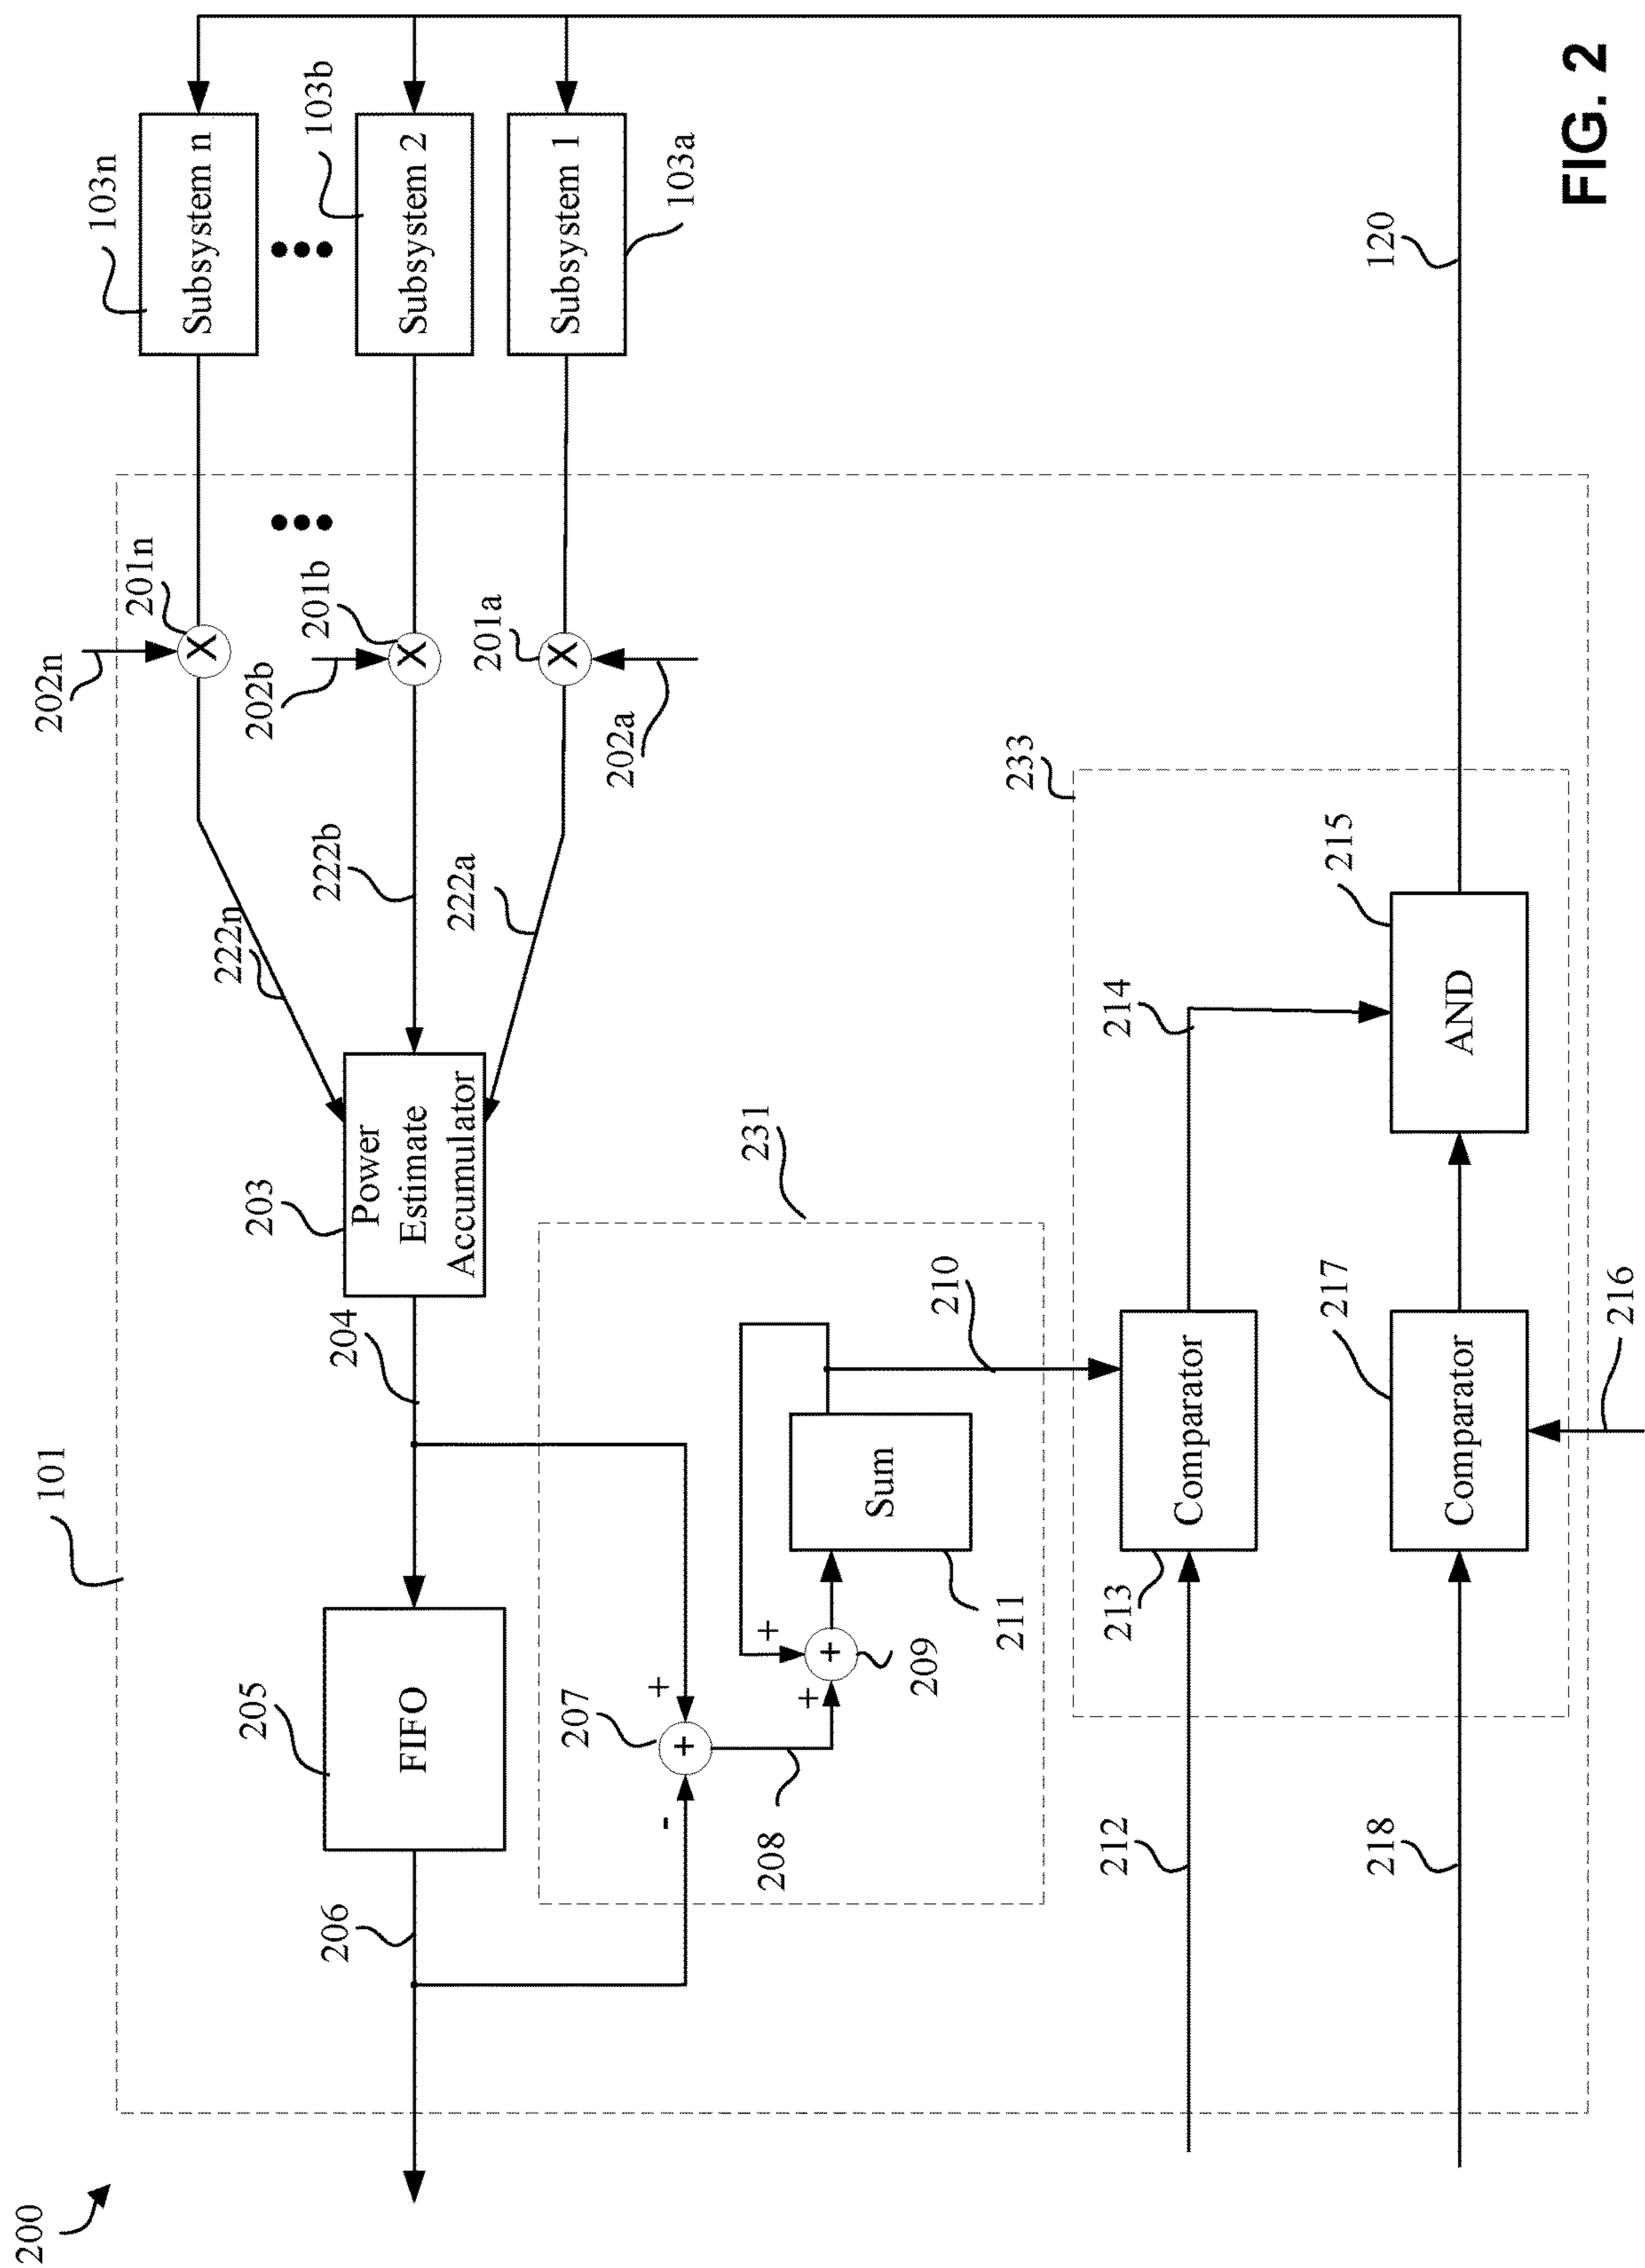 200
101
206
205
FIFO
204
203
Power
Estimate
Accumulator
222n
222b
222a
202n
201n
202b
201b
201a
202a
X
X
X
103n
Subsystem n
103b
Subsystem 2
Subsystem 1
103a
231
-
+
207
+
208
+
+
+
209
Sum
211
210
233
212
213
Comparator
214
215
AND
218
217
Comparator
216
120
FIG. 2